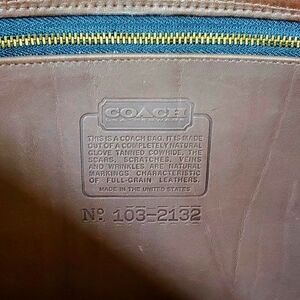 COACH
THIS IS A COACH BAG. IT IS MADE
OUT OF A COMPLETELY NATURAL
GLOVE TANNED COWHIDE. THE
SCARS, SCRATCHES, VEINS
AND WRINKLES ARE NATURAL
MARKINGS, CHARACTERISTIC
OF FULL-GRAIN LEATHERS.
MADE IN THE UNITED STATES
Nº 103-2132